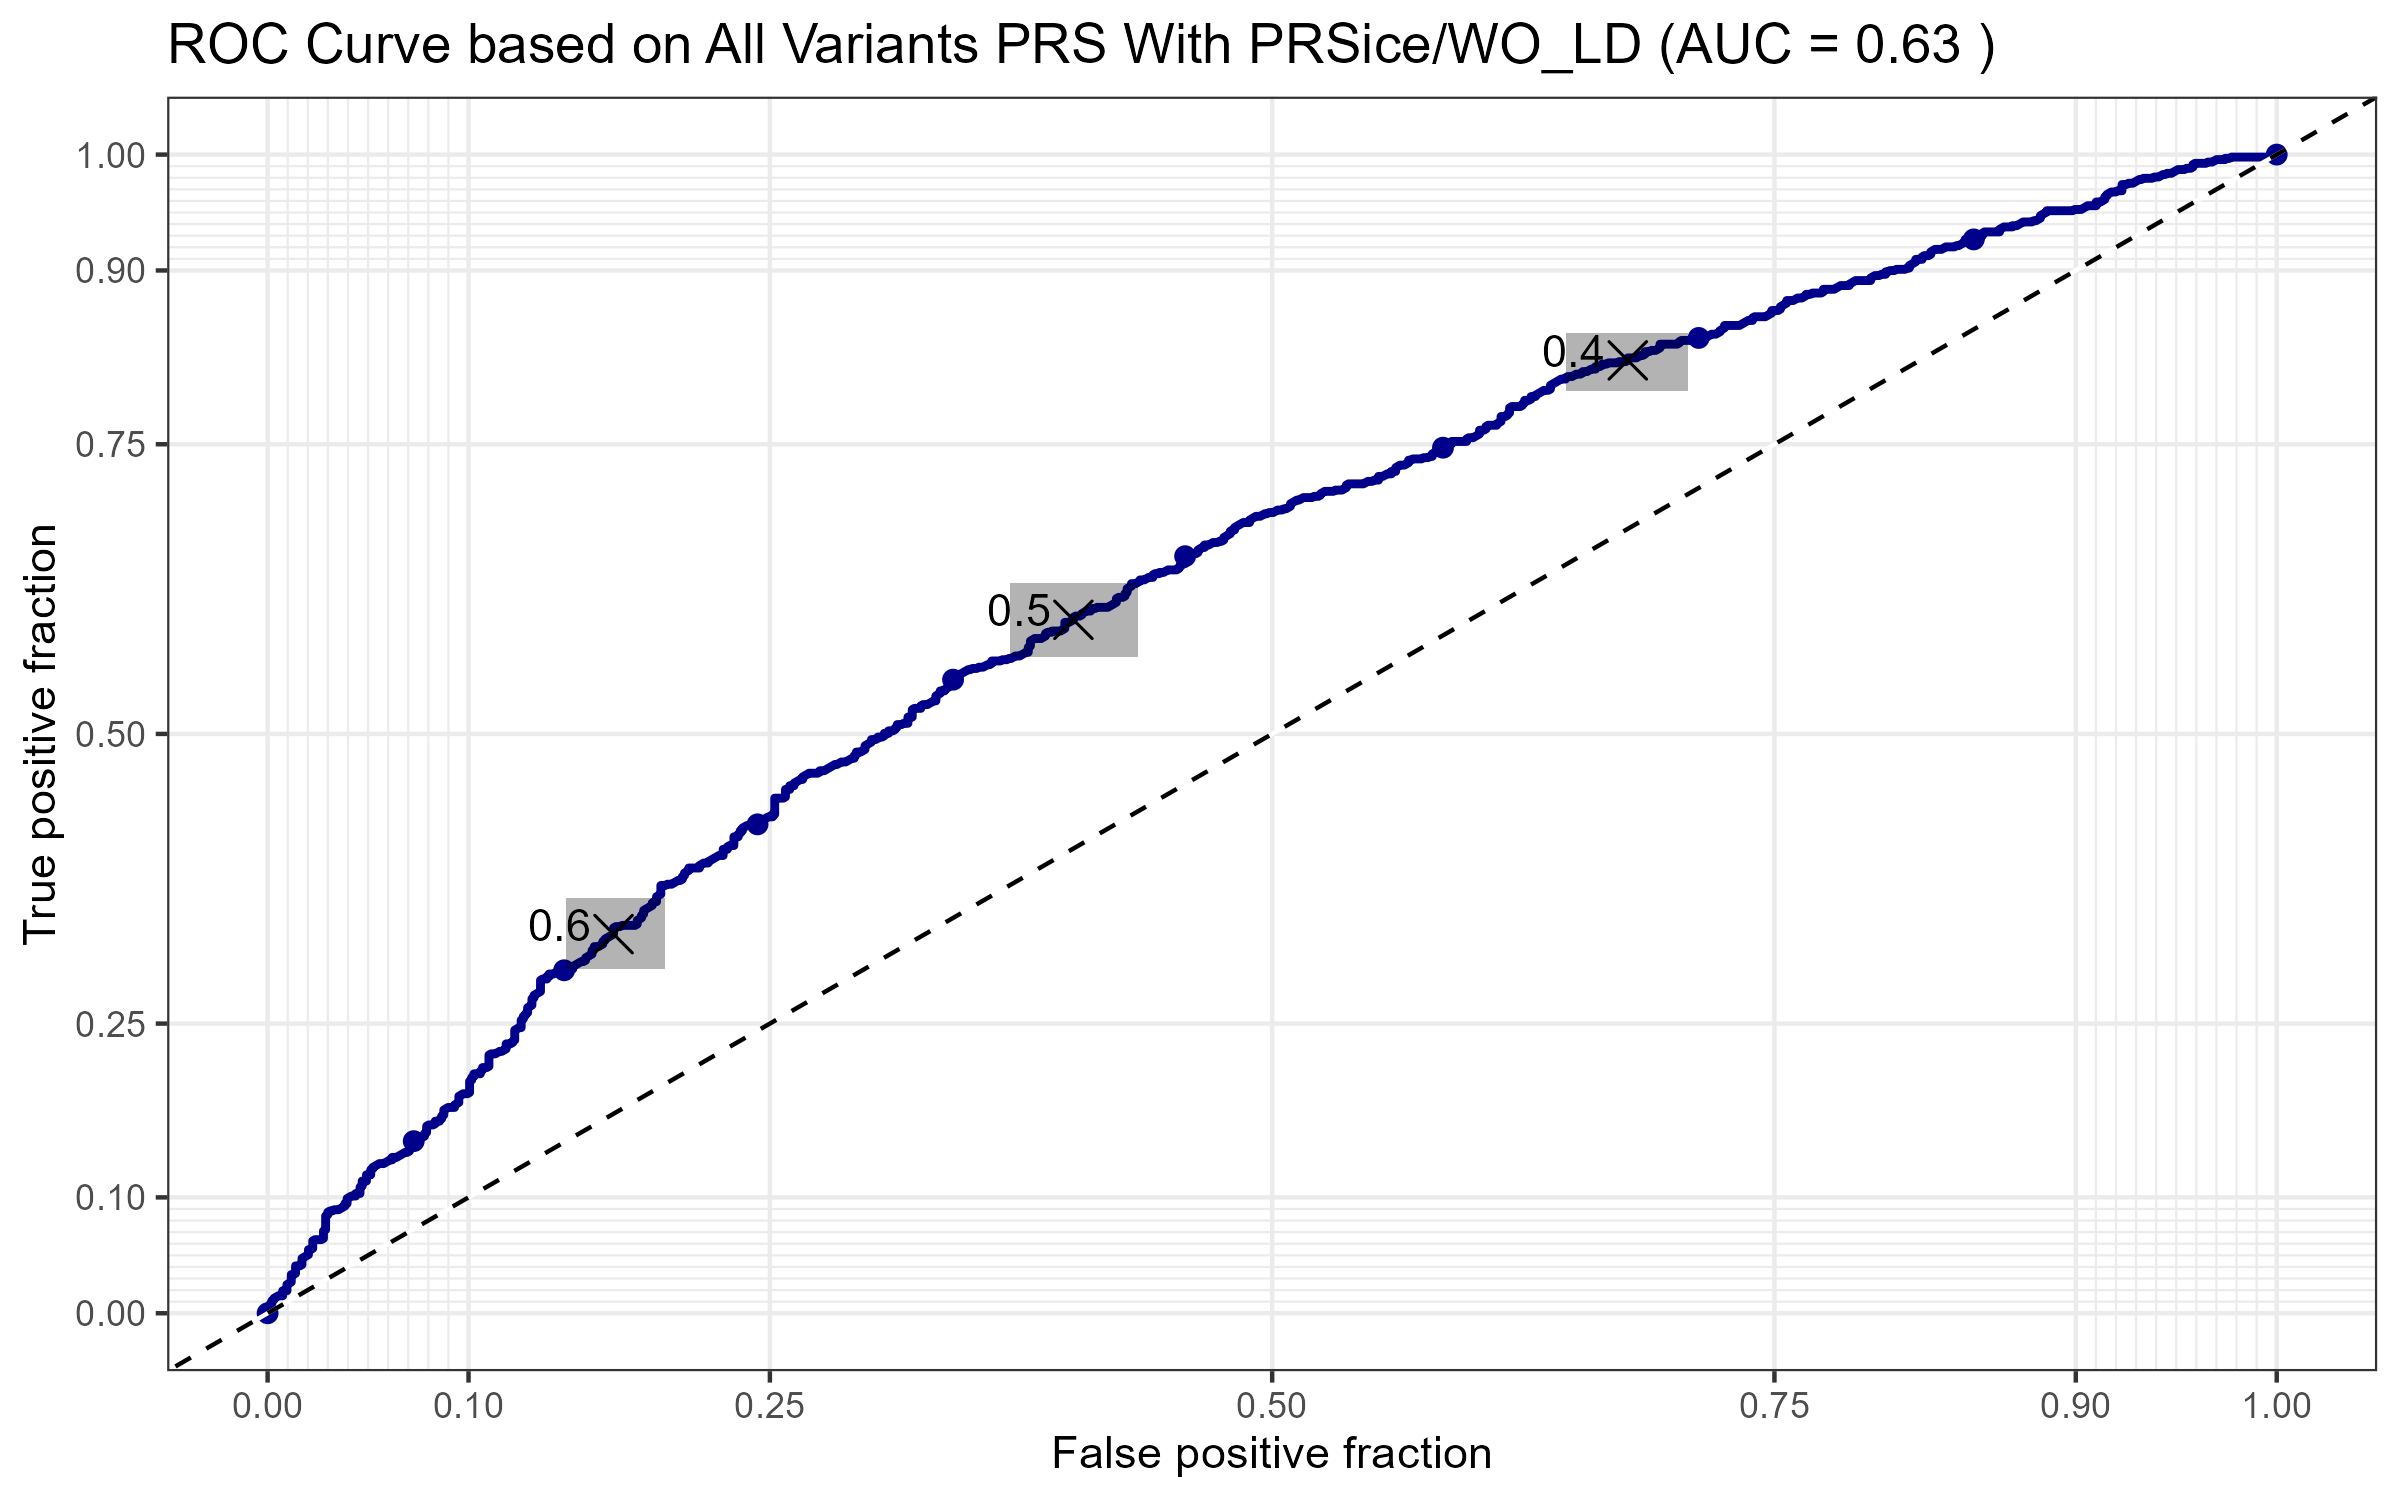 ROC Curve based on All Variants PRS With PRSice/WO_LD (AUC = 0.63 )
True positive fraction
1.00
0.90
0.75
0.50
0.25
0.10
0.00
0.4
0.5
0.6
0.00 0.10 0.25 0.50 0.75 0.90 1.00
False positive fraction